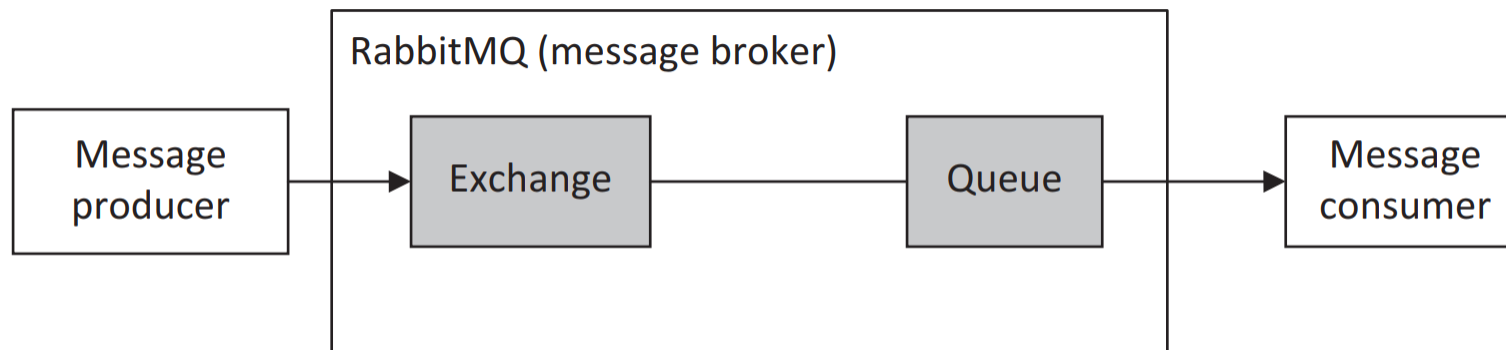 RabbitMQ (message broker)
Message
producer
Exchange
Queue
Message
consumer